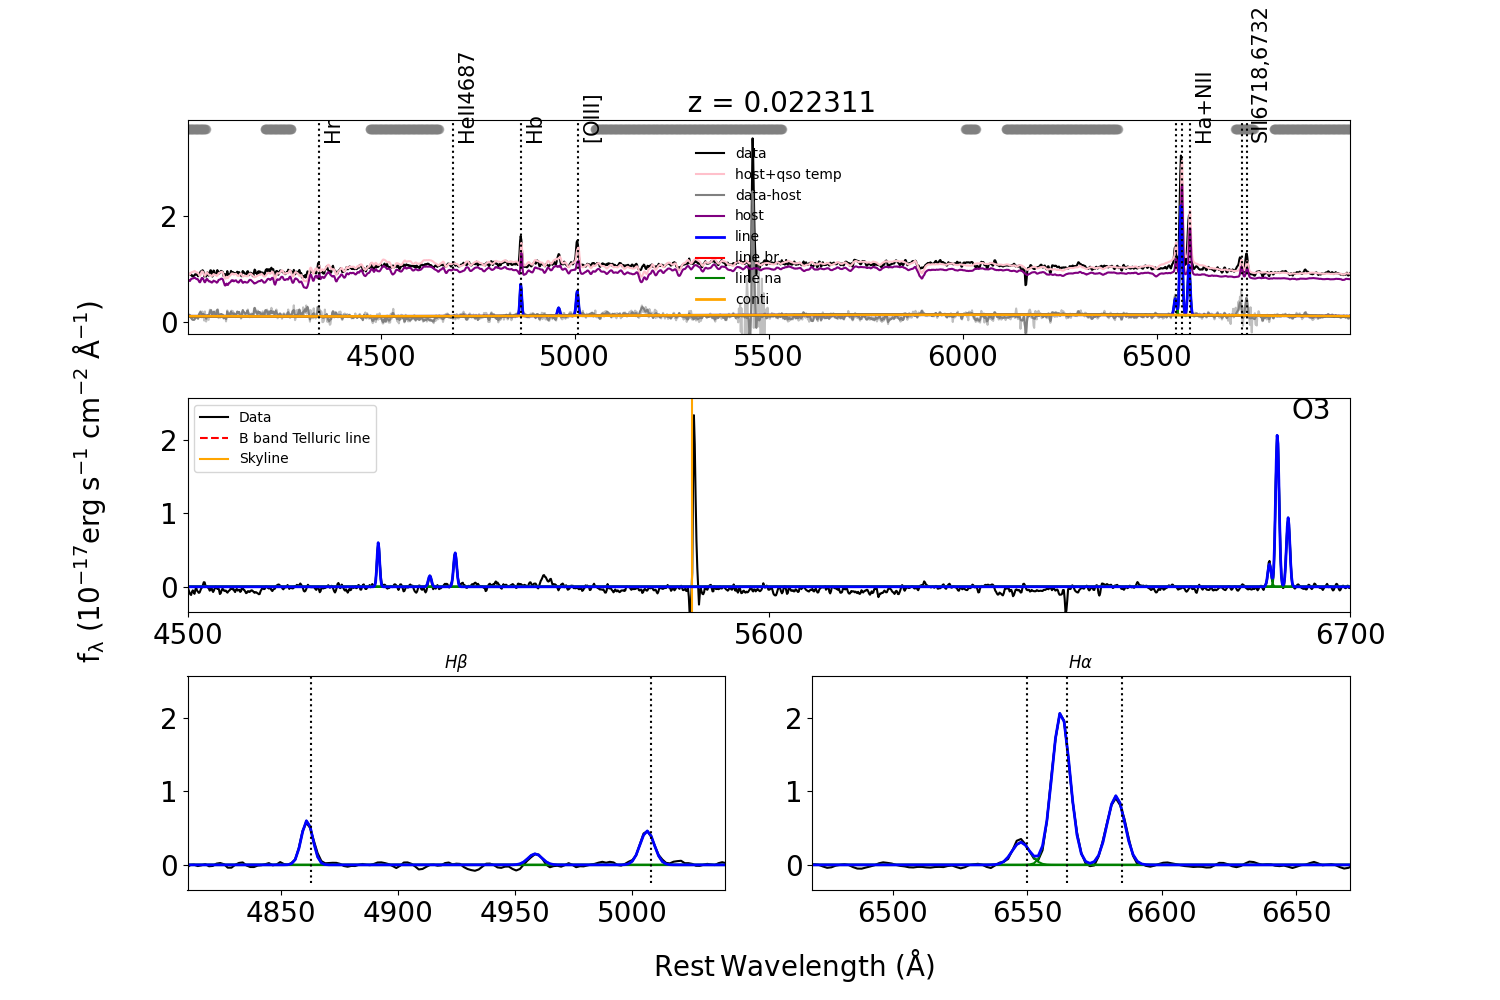 z = 0.022311
Hr
HeII4687
Hb
[OIII]
Ha+NII
SII6718,6732
data
host+qso temp
data-host
host
line
line br
line na
conti
2
0
4500 5000 5500 6000 6500
fλ (10−17erg s−1 cm−2 Å−1)
O3
Data
B band Telluric line
Skyline
2
1
0
4500 5600 6700
Hβ
2
1
0
4850 4900 4950 5000
Hα
2
1
0
6500 6550 6600 6650
Rest Wavelength (Å)